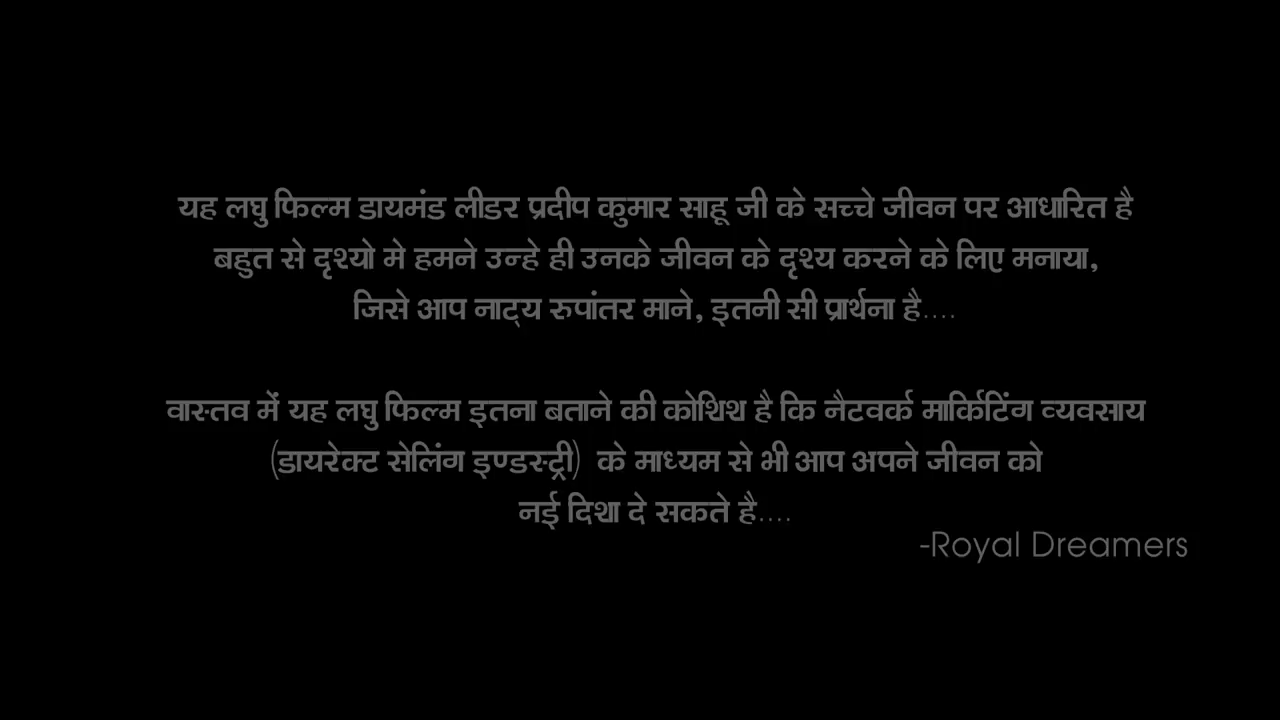 यह लघु फिल्म डायमंड लीडर प्रदीप कुमार साहू जी के सच्चे जीवन पर आधारित है
बहुत से दृश्यो मे हमने उन्हे ही उनके जीवन के दृश्य करने के लिए मनाया,
जिसे आप नाट्य रुपांतर माने, इतनी सी प्रार्थना है....
वास्तव में यह लघु फिल्म इतना बताने की कोशिश है कि नैटवर्क मार्किटिंग व्यवसाय
(डायरेक्ट सेलिंग इण्डस्ट्री) के माध्यम से भी आप अपने जीवन को
नई दिशा दे सकते है....
-Royal Dreamers